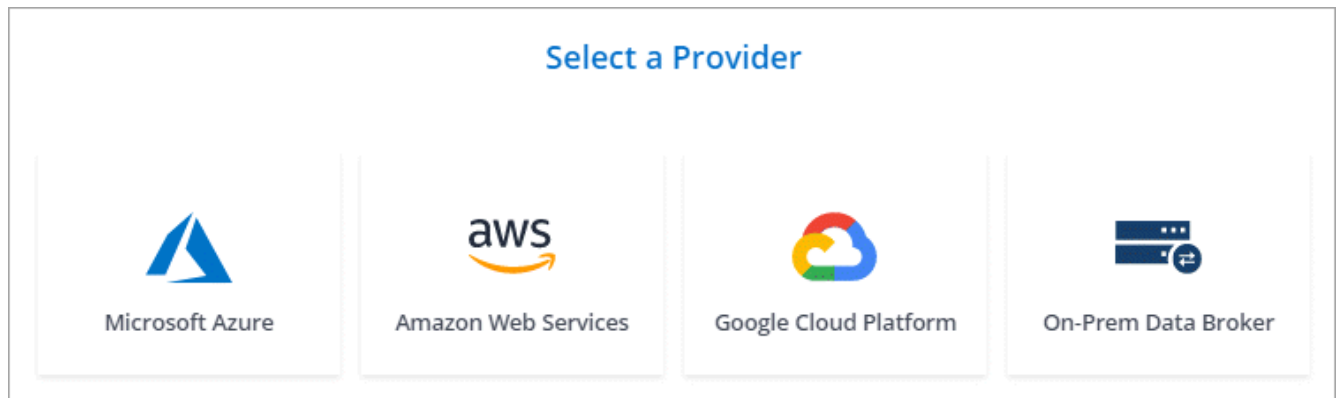 Select a Provider
aws
Microsoft Azure
Amazon Web Services
Google Cloud Platform
On-Prem Data Broker